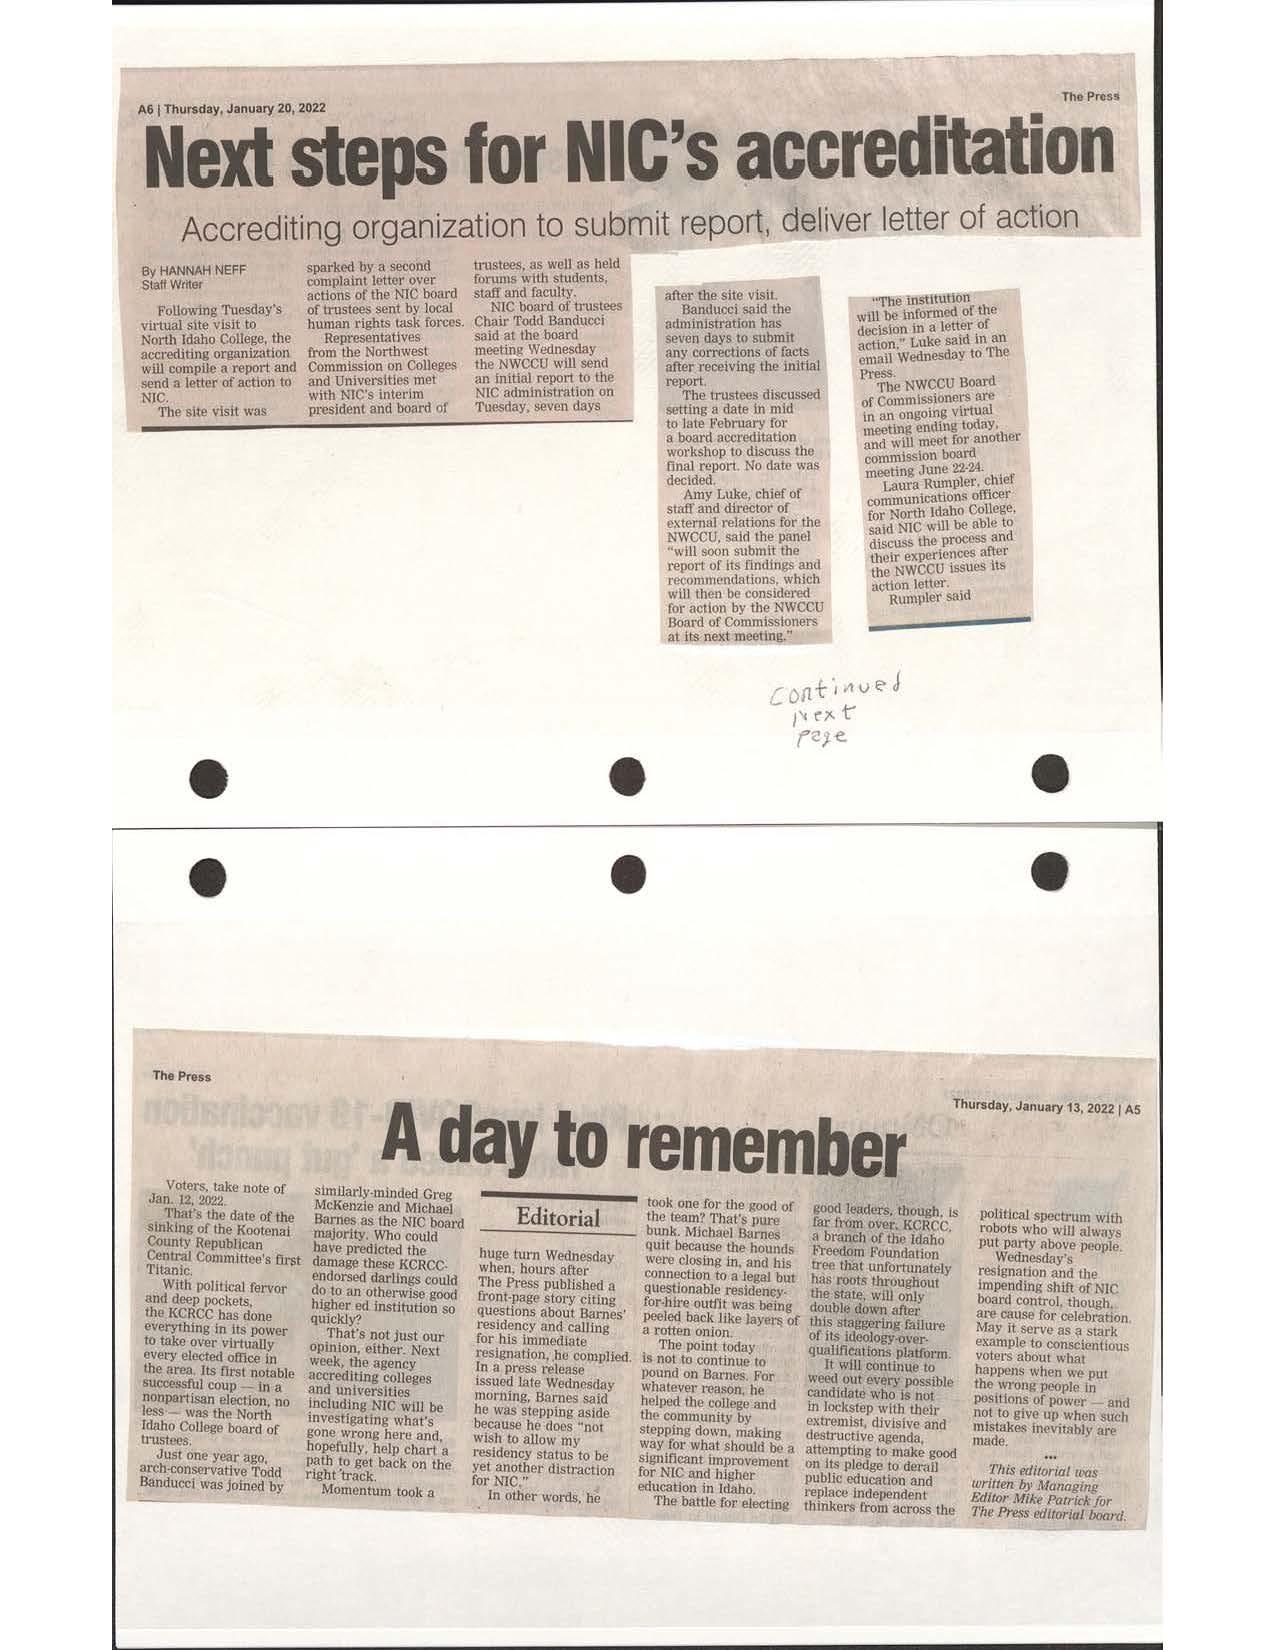 A6 | Thursday, January 20, 2022
The Press
Next steps for NIC's accreditation
Accrediting organization to submit report, deliver letter of action
By HANNAH NEFF
Staff Writer
Following Tuesday's
virtual site visit to
North Idaho College, the
accrediting organization
will compile a report and
send a letter of action to
NIC.
The site visit was
sparked by a second
complaint letter over
actions of the NIC board
of trustees sent by local
human rights task forces.
Representatives
from the Northwest
Commission on Colleges
and Universities met
with NIC's interim
president and board of
trustees, as well as held
forums with students,
staff and faculty.
NIC board of trustees
Chair Todd Banducci
said at the board
meeting Wednesday
the NWCCU will send
an initial report to the
NIC administration on
Tuesday, seven days
after the site visit.
Banducci said the
administration has
seven days to submit
any corrections of facts
after receiving the initial
report.
The trustees discussed
setting a date in mid
to late February for
a board accreditation
workshop to discuss the
final report. No date was
decided.
Amy Luke, chief of
staff and director of
external relations for the
NWCCU, said the panel
"will soon submit the
report of its findings and
recommendations, which
will then be considered
for action by the NWCCU
Board of Commissioners
at its next meeting."
"The institution
will be informed of the
decision in a letter of
action," Luke said in an
email Wednesday to The
Press.
The NWCCU Board
of Commissioners are
in an ongoing virtual
meeting ending today,
and will meet for another
commission board
meeting June 22-24.
Laura Rumpler, chief
communications officer
for North Idaho College,
said NIC will be able to
discuss the process and
their experiences after
the NWCCU issues its
action letter.
Rumpler said
continued
Next
page
The Press
Thursday, January 13, 2022 | A5
A day to remember
Voters, take note of
Jan. 12, 2022.
That's the date of the
sinking of the Kootenai
County Republican
Central Committee's first
Titanic.
With political fervor
and deep pockets,
the KCRCC has done
everything in its power
to take over virtually
every elected office in
the area. Its first notable
successful coup — in a
nonpartisan election, no
less — was the North
Idaho College board of
trustees.
Just one year ago,
arch-conservative Todd
Banducci was joined by
similarly-minded Greg
McKenzie and Michael
Barnes as the NIC board
majority. Who could
have predicted the
damage these KCRCC-
endorsed darlings could
do to an otherwise good
higher ed institution so
quickly?
That's not just our
opinion, either. Next
week, the agency
accrediting colleges
and universities
including NIC will be
investigating what's
gone wrong here and,
hopefully, help chart a
path to get back on the
right track.
Momentum took a
Editorial
huge turn Wednesday
when, hours after
The Press published a
front-page story citing
questions about Barnes'
residency and calling
for his immediate
resignation, he complied.
In a press release
issued late Wednesday
morning, Barnes said
he was stepping aside
because he does "not
wish to allow my
residency status to be
yet another distraction
for NIC."
In other words, he
took one for the good of
the team? That's pure
bunk. Michael Barnes
quit because the hounds
were closing in, and his
connection to a legal but
questionable residency-
for-hire outfit was being
peeled back like layers of
a rotten onion.
The point today
is not to continue to
pound on Barnes. For
whatever reason, he
helped the college and
the community by
stepping down, making
way for what should be a
significant improvement
for NIC and higher
education in Idaho.
The battle for electing
good leaders, though, is
far from over. KCRCC,
a branch of the Idaho
Freedom Foundation
tree that unfortunately
has roots throughout
the state, will only
double down after
this staggering failure
of its ideology-over-
qualifications platform.
It will continue to
weed out every possible
candidate who is not
in lockstep with their
extremist, divisive and
destructive agenda,
attempting to make good
on its pledge to derail
public education and
replace independent
thinkers from across the
political spectrum with
robots who will always
put party above people.
Wednesday's
resignation and the
impending shift of NIC
board control, though,
are cause for celebration.
May it serve as a stark
example to conscientious
voters about what
happens when we put
the wrong people in
positions of power — and
not to give up when such
mistakes inevitably are
made.
•••
This editorial was
written by Managing
Editor Mike Patrick for
The Press editorial board.